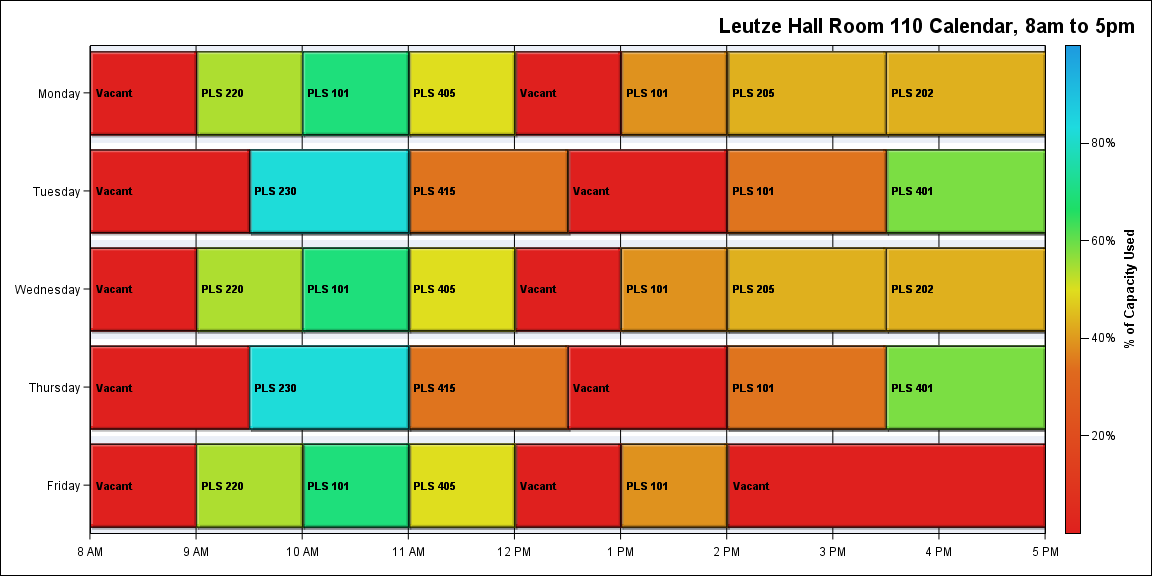 Leutze Hall Room 110 Calendar, 8am to 5pm
Monday
Vacant
PLS 220
PLS 101
PLS 405
Vacant
PLS 101
PLS 205
PLS 202
Tuesday
Vacant
PLS 230
PLS 415
Vacant
PLS 101
PLS 401
Wednesday
Vacant
PLS 220
PLS 101
PLS 405
Vacant
PLS 101
PLS 205
PLS 202
Thursday
Vacant
PLS 230
PLS 415
Vacant
PLS 101
PLS 401
Friday
Vacant
PLS 220
PLS 101
PLS 405
Vacant
PLS 101
Vacant
8 AM
9 AM
10 AM
11 AM
12 PM
1 PM
2 PM
3 PM
4 PM
5 PM
80%
60%
40%
20%
% of Capacity Used